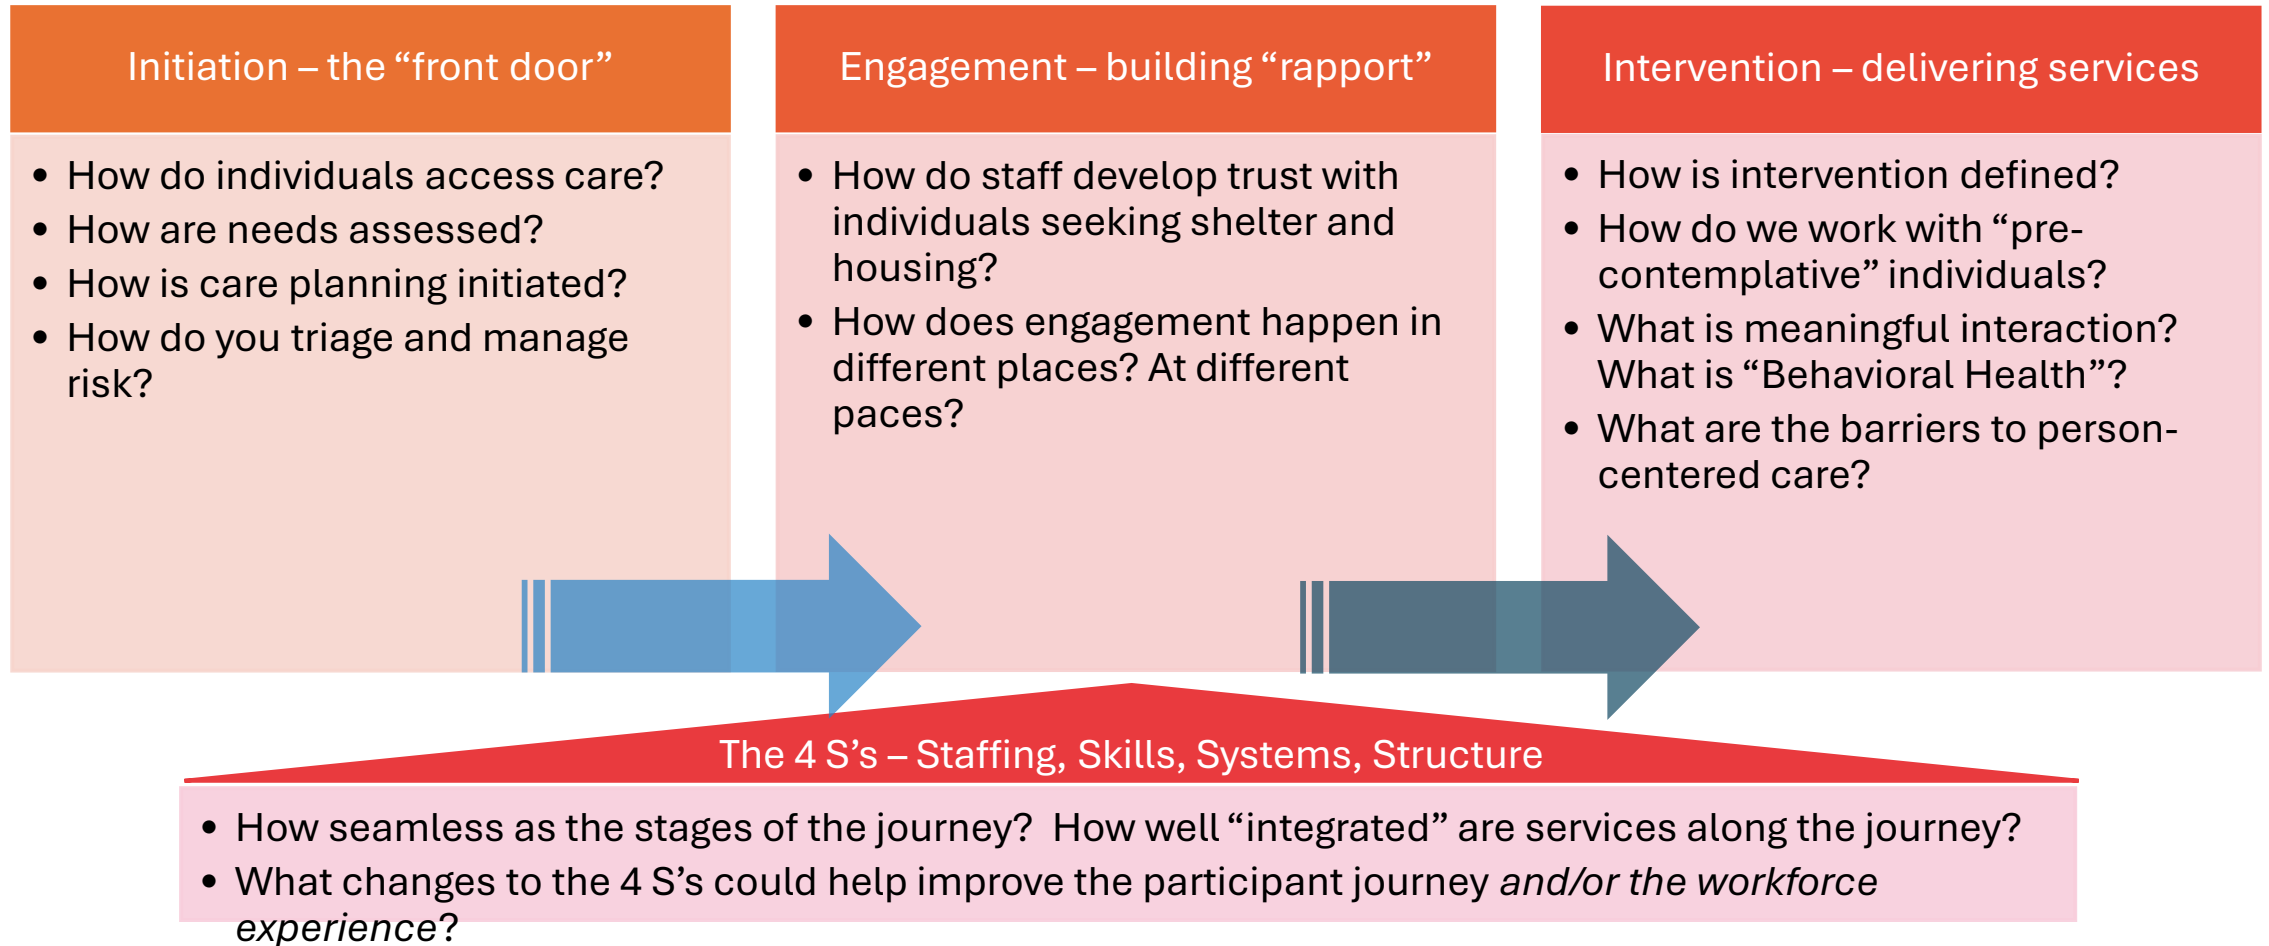 Initiation – the “front door”
• How do individuals access care?
• How are needs assessed?
• How is care planning initiated?
• How do you triage and manage
risk?
Engagement – building “rapport”
• How do staff develop trust with
individuals seeking shelter and
housing?
• How does engagement happen in
different places? At different
paces?
Intervention – delivering services
• How is intervention defined?
• How do we work with “pre-
contemplative” individuals?
• What is meaningful interaction?
What is “Behavioral Health”?
• What are the barriers to person-
centered care?
The 4 S’s – Staffing, Skills, Systems, Structure
• How seamless as the stages of the journey?  How well “integrated” are services along the journey?
• What changes to the 4 S’s could help improve the participant journey and/or the workforce
experience?